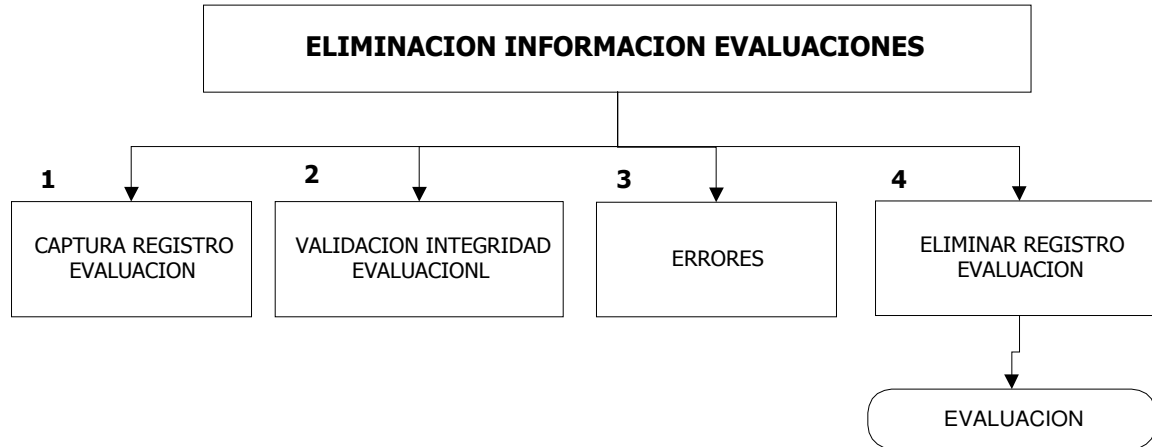 ELIMINACION INFORMACION EVALUACIONES
1
CAPTURA REGISTRO
EVALUACION
2
VALIDACION INTEGRIDAD
EVALUACIONL
3
ERRORES
4
ELIMINAR REGISTRO
EVALUACION
EVALUACION